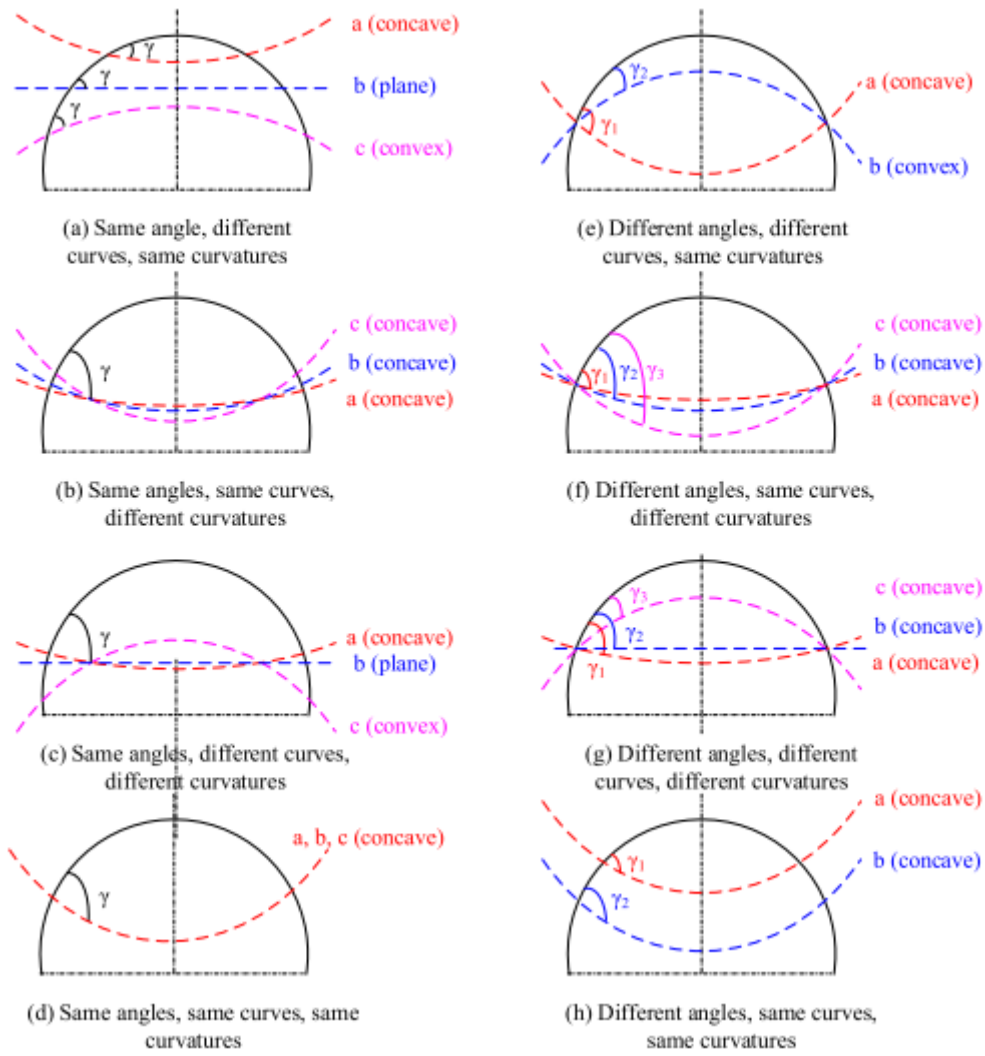 a (concave)
γ
γ
b (plane)
γ
c (convex)
(a) Same angle, different
curves, same curvatures
γ2
a (concave)
γ1
b (convex)
(e) Different angles, different
curves, same curvatures
c (concave)
b (concave)
γ
a (concave)
(b) Same angles, same curves,
different curvatures
c (concave)
γ1 γ2 γ3
b (concave)
a (concave)
(f) Different angles, same curves,
different curvatures
γ
a (concave)
b (plane)
c (convex)
(c) Same angles, different curves,
different curvatures
c (concave)
γ3
b (concave)
γ2
γ1
a (concave)
(g) Different angles, different
curves, different curvatures
a, b, c (concave)
γ
(d) Same angles, same curves, same
curvatures
a (concave)
γ1
b (concave)
γ2
(h) Different angles, same curves,
same curvatures